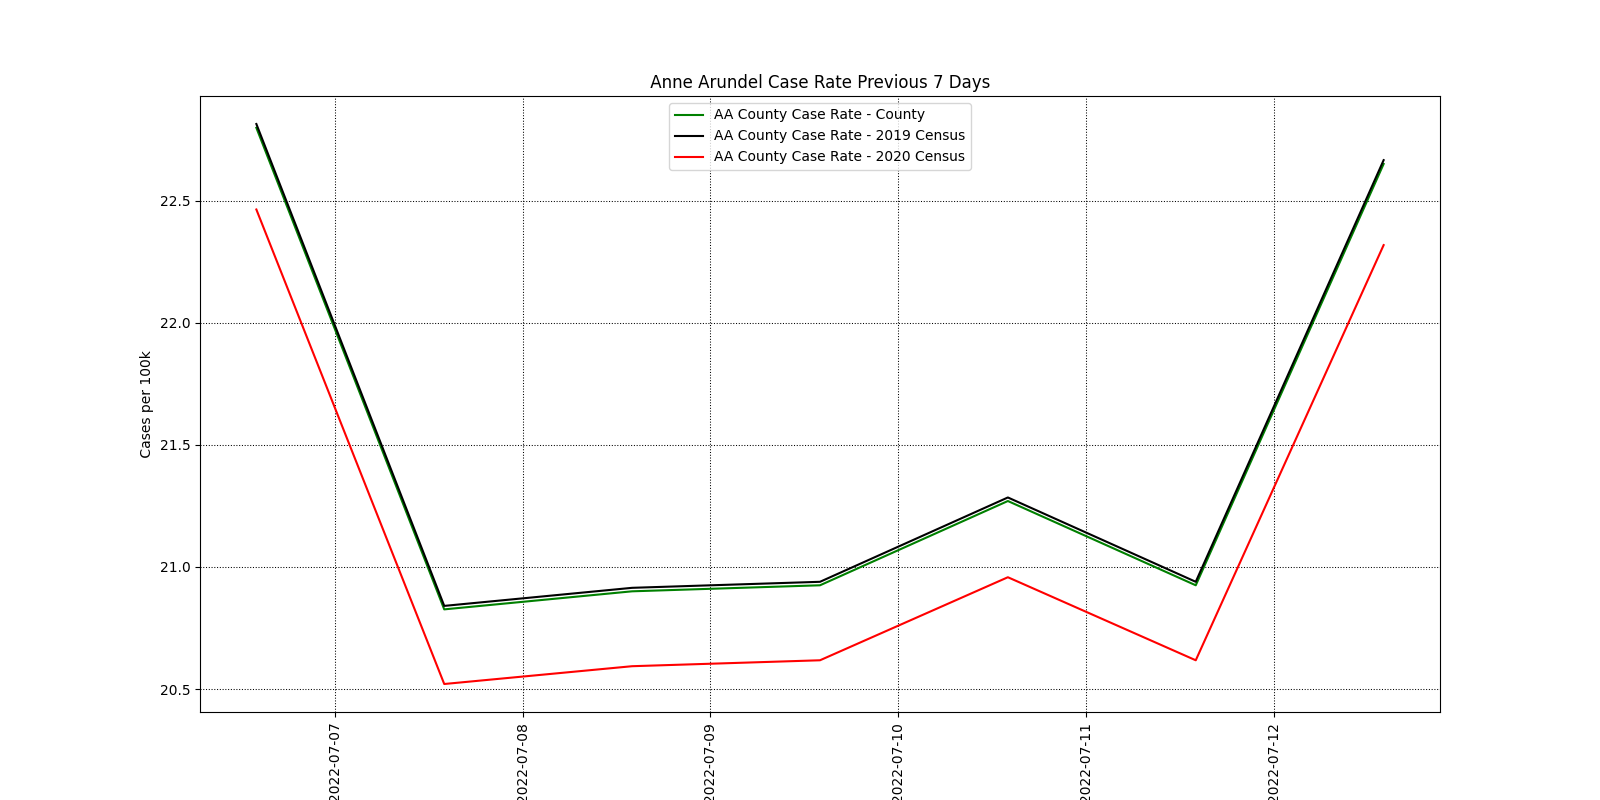 Anne Arundel Case Rate Previous 7 Days
AA County Case Rate - County
AA County Case Rate - 2019 Census
AA County Case Rate - 2020 Census
Cases per 100k
22.5
22.0
21.5
21.0
20.5
2022-07-07
2022-07-08
2022-07-09
2022-07-10
2022-07-11
2022-07-12